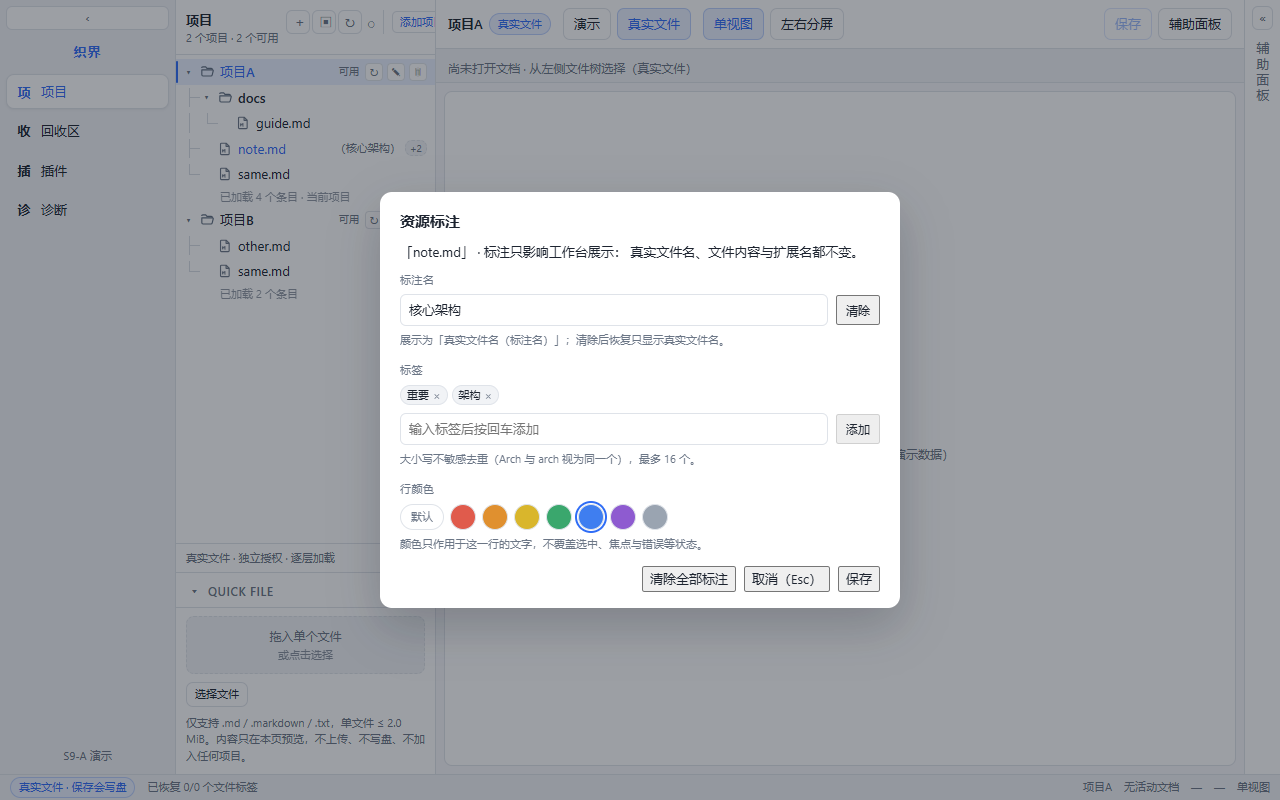 ‹
织界
项 项目
收 回收区
插 插件
诊 诊断
S9-A 演示
项目
2 个项目 · 2 个可用
+
↻
○
添加项
▾ 项目A 可用 ↻
▾ docs
guide.md
note.md (核心架构) +2
same.md
已加载 4 个条目 · 当前项目
▾ 项目B 可用 ↻
other.md
same.md
已加载 2 个条目
真实文件 · 独立授权 · 逐层加载
▾ QUICK FILE
拖入单个文件
或点击选择
选择文件
仅支持 .md / .markdown / .txt，单文件 ≤ 2.0
MiB。内容只在本页预览，不上传、不写盘、不加
入任何项目。
项目A 真实文件 演示 真实文件 单视图 左右分屏 保存 辅助面板
尚未打开文档 · 从左侧文件树选择（真实文件）
演示数据）
«
辅
助
面
板
资源标注
「note.md」 · 标注只影响工作台展示： 真实文件名、文件内容与扩展名都不变。
标注名
核心架构 清除
展示为「真实文件名（标注名）」；清除后恢复只显示真实文件名。
标签
重要 × 架构 ×
输入标签后按回车添加 添加
大小写不敏感去重（Arch 与 arch 视为同一个），最多 16 个。
行颜色
默认
颜色只作用于这一行的文字，不覆盖选中、焦点与错误等状态。
清除全部标注 取消（Esc） 保存
真实文件 · 保存会写盘 已恢复 0/0 个文件标签 项目A 无活动文档 — — 单视图